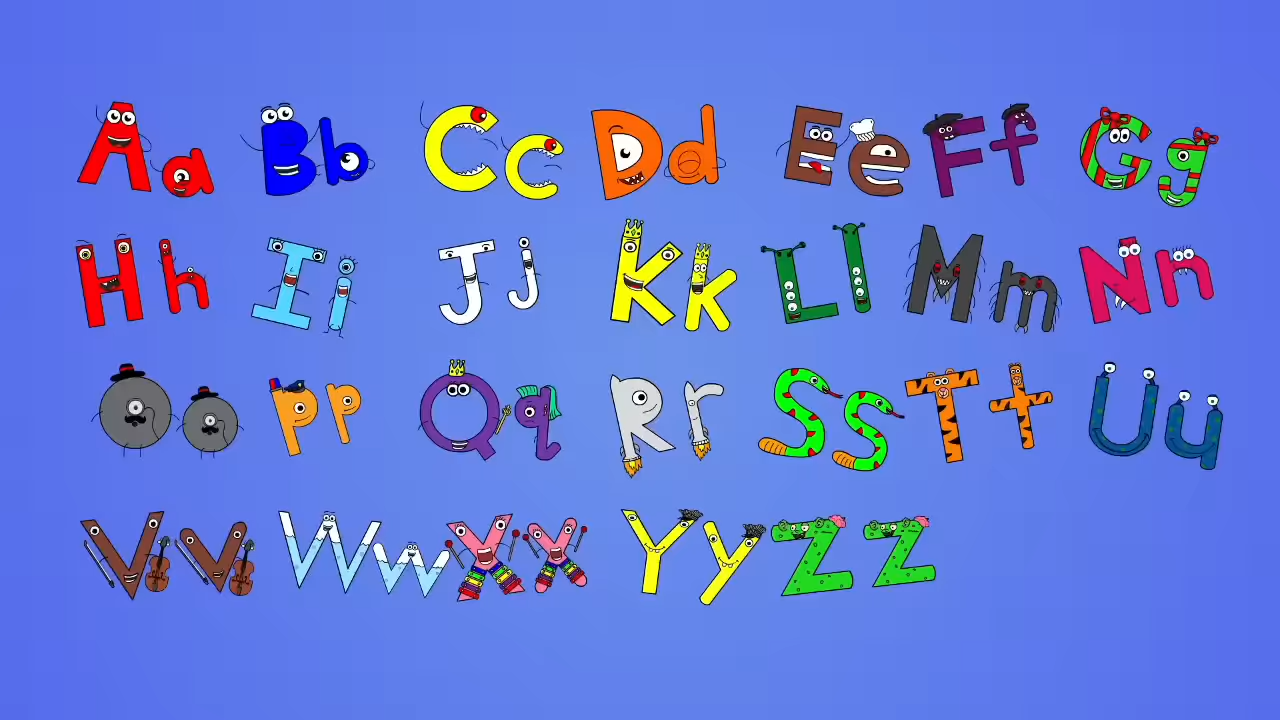 Aa Bb Cc Dd Ee Ff Gg
Hh Ii Jj Kk Ll Mm Nn
Oo Pp Qq Rr Ss Tt Uu
Vv Ww Xx Yy Zz